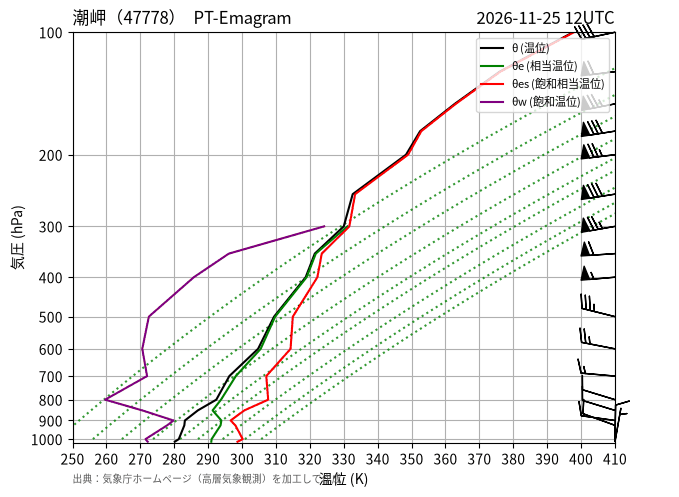 潮岬（47778） PT-Emagram
2026-11-25 12UTC
100
200
300
400
500
600
700
800
900
1000
気圧 (hPa)
θ (温位)
θe (相当温位)
θes (飽和相当温位)
θw (飽和温位)
250 260 270 280 290 300 310 320 330 340 350 360 370 380 390 400 410
温位 (K)
出典：気象庁ホームページ（高層気象観測）を加工して